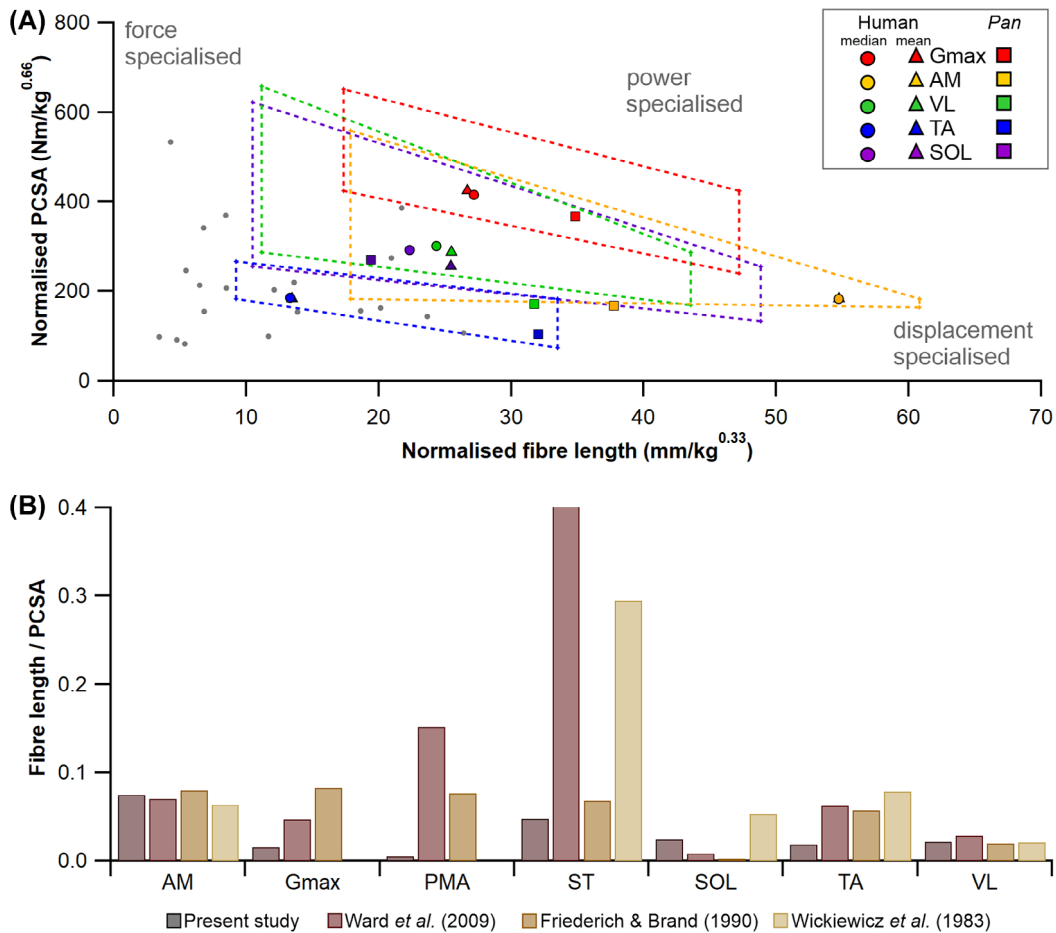 (A)
800
600
400
200
0
Normalised PCSA (Nm/kg^0.66)
force
specialised
power
specialised
displacement
specialised
Human Pan
median mean
Gmax
AM
VL
TA
SOL
0 10 20 30 40 50 60 70
Normalised fibre length (mm/kg^0.33)
(B)
0.4
0.3
0.2
0.1
0.0
Fibre length / PCSA
AM Gmax PMA ST SOL TA VL
Present study Ward et al. (2009) Friederich & Brand (1990) Wickiewicz et al. (1983)